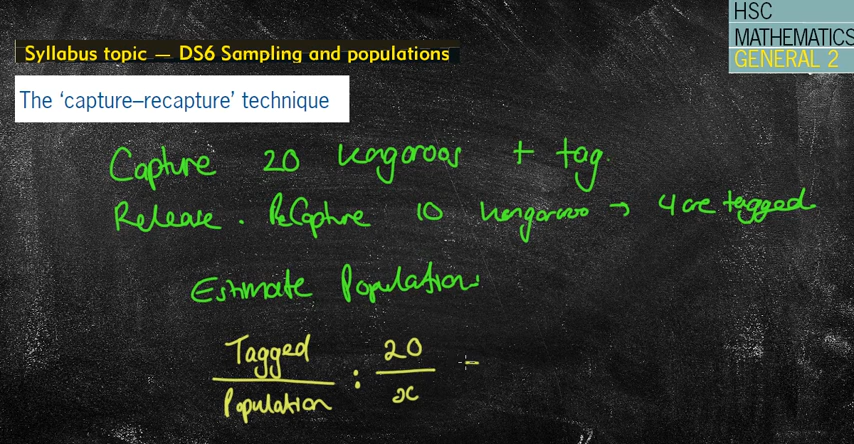 HSC
MATHEMATICS
GENERAL 2
Syllabus topic — DS6 Sampling and populations
The ‘capture–recapture’ technique
Capture 20 kangaroos + tag.
Release. ReCapture 10 kangaroos → 4 are tagged
Estimate Population:
Tagged : 20 =
Population x